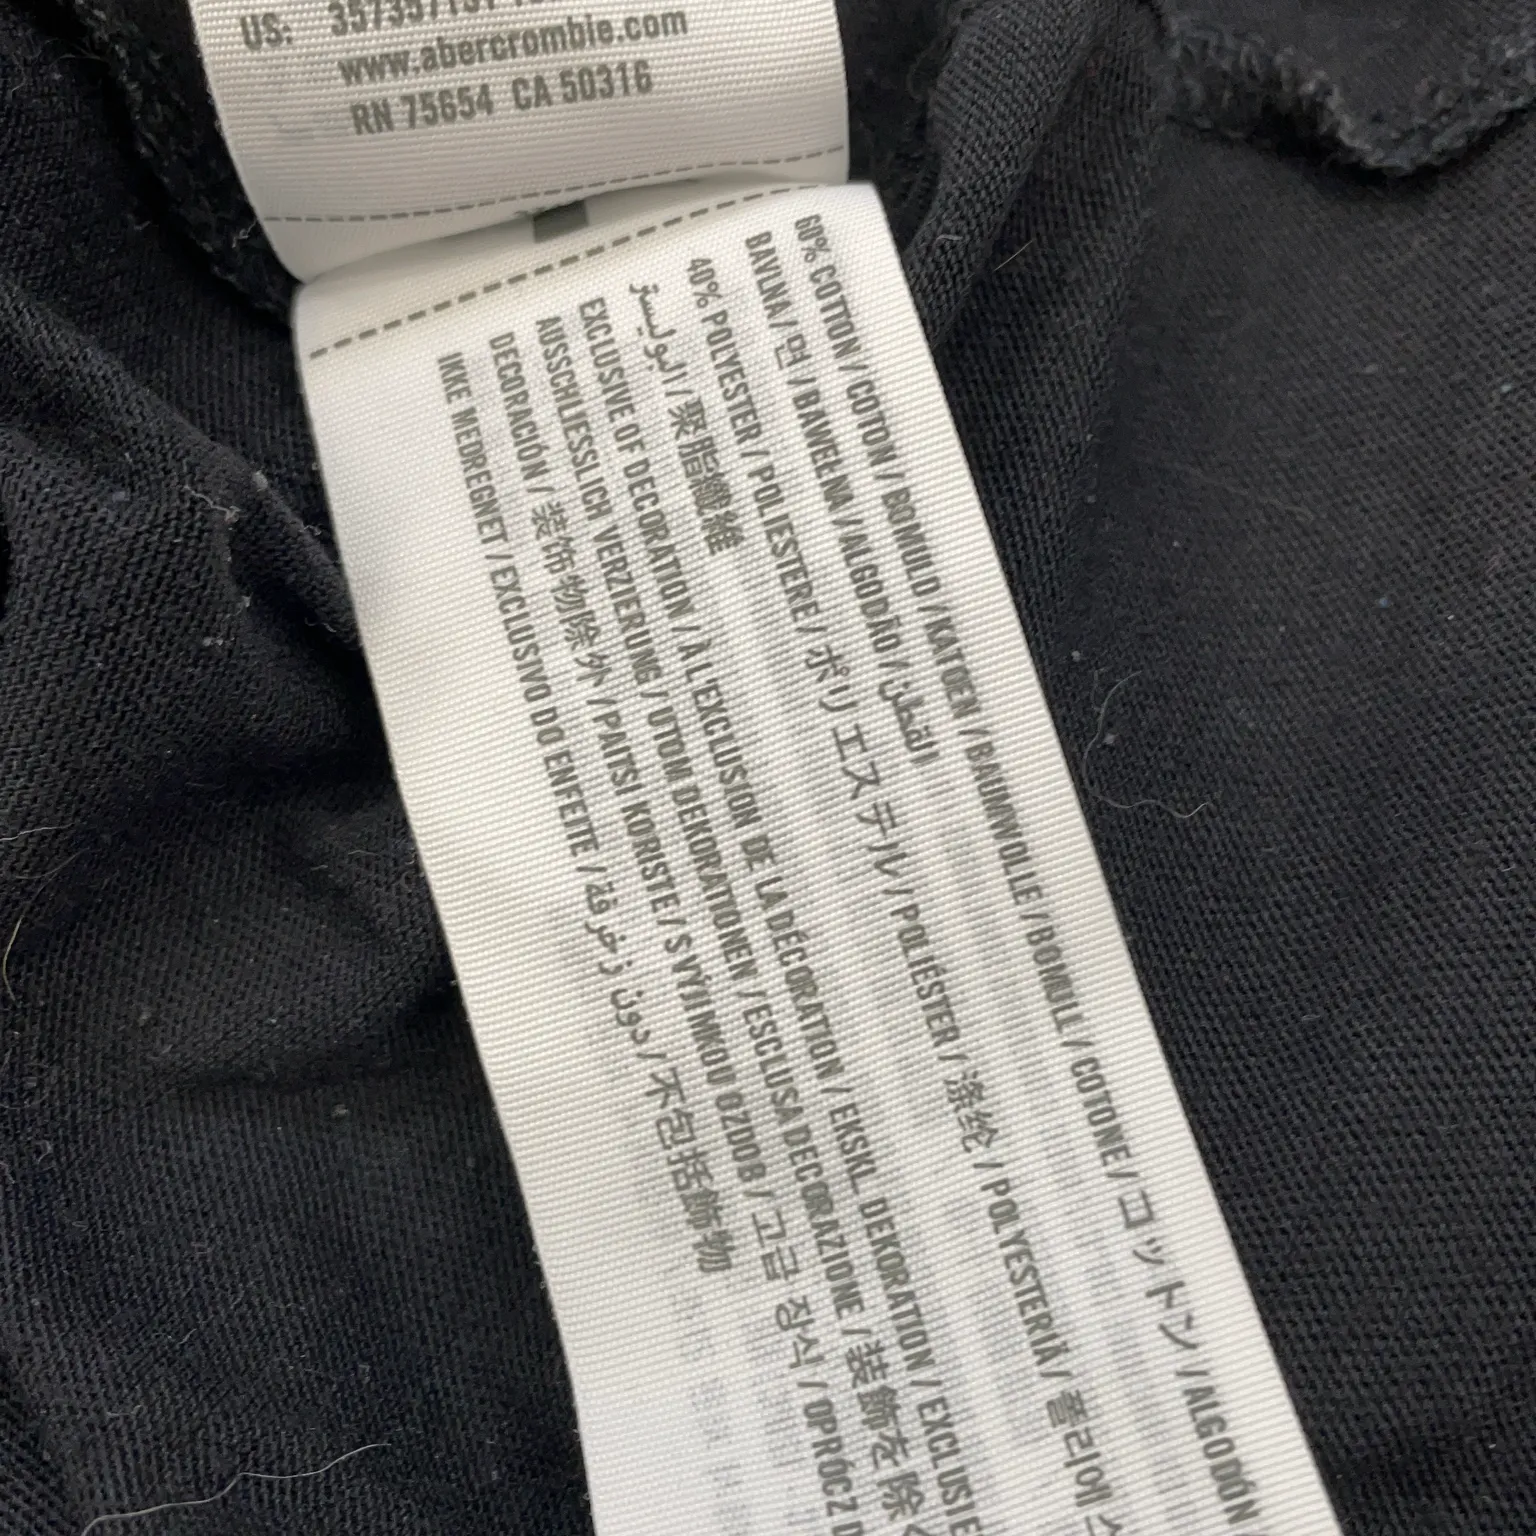 US:
www.abercrombie.com
RN 75654 CA 50316
60% COTTON / COTON / BOMULD / KATOEN / BAUMWOLLE / BOMULL / COTONE / コットン / ALGODÓN /
BAVLNA / 면 / BAWEŁNA / ALGODÃO / القطن
40% POLYESTER / POLIESTERE / ポリエステル / POLIÉSTER / 涤纶 / POLYESTERIÄ / 폴리에스
البوليستر / 聚脂纖維
EXCLUSIVE OF DECORATION / À L'EXCLUSION DE LA DÉCORATION / EKSKL. DEKORATION / EXCLUSIE
AUSSCHLIESSLICH VERZIERUNG / UTOM DEKORATIONEN / ESCLUSA DECORAZIONE / 装飾を除く
DECORACIÓN / 装饰物除外 / PAITSI KORISTE / S VÝJIMKOU OZDOB / 고급 장식 / OPRÓCZ D
IKKE MEDREGNET / EXCLUSIVO DO ENFEITE / دون زخرفة / 不包括飾物